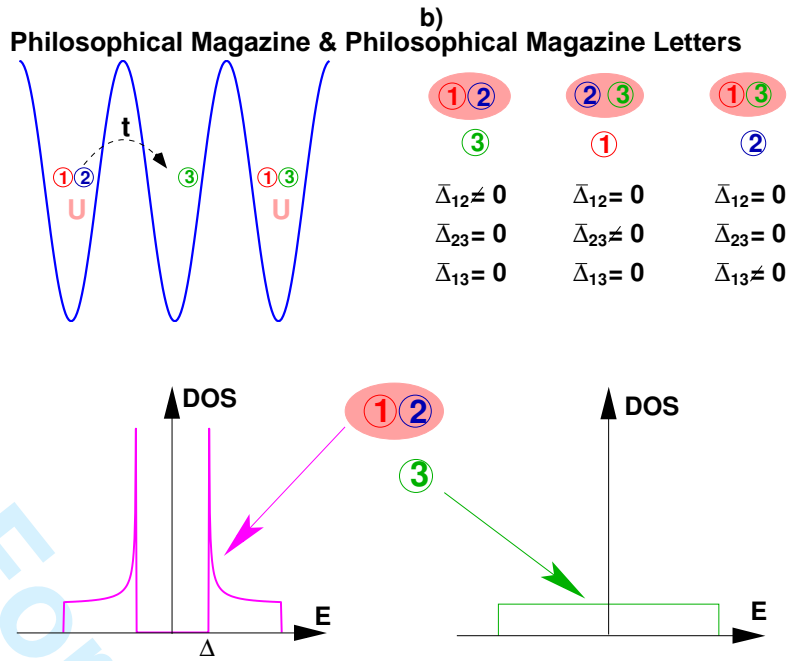 b)
Philosophical Magazine & Philosophical Magazine Letters
1 2 2 3 1 3
3 1 2
t
1 2 3 1 3
U U
Δ̄12≠ 0 Δ̄12= 0 Δ̄12= 0
Δ̄23= 0 Δ̄23≠ 0 Δ̄23= 0
Δ̄13= 0 Δ̄13= 0 Δ̄13≠ 0
DOS 1 2 DOS
3
E E
Δ
For